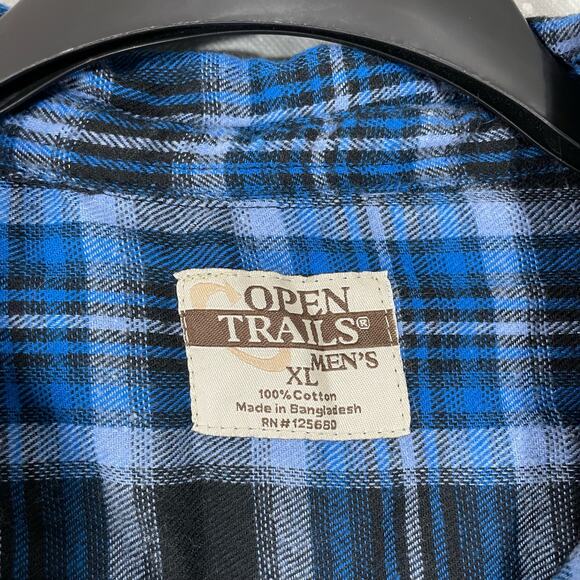 OPEN
TRAILS®
MEN'S
XL
100% Cotton
Made in Bangladesh
RN# 125680